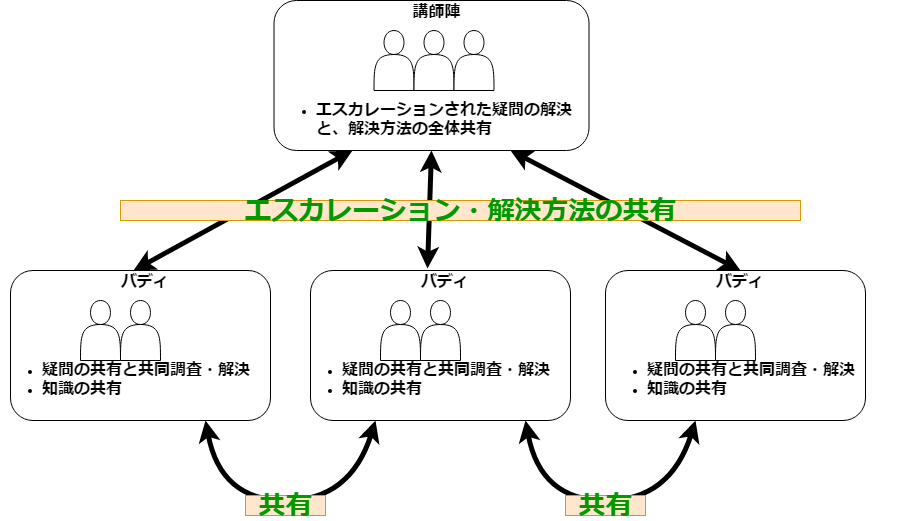 講師陣
エスカレーションされた疑問の解決
と、解決方法の全体共有
エスカレーション・解決方法の共有
バディ
疑問の共有と共同調査・解決
知識の共有
バディ
疑問の共有と共同調査・解決
知識の共有
バディ
疑問の共有と共同調査・解決
知識の共有
共有
共有